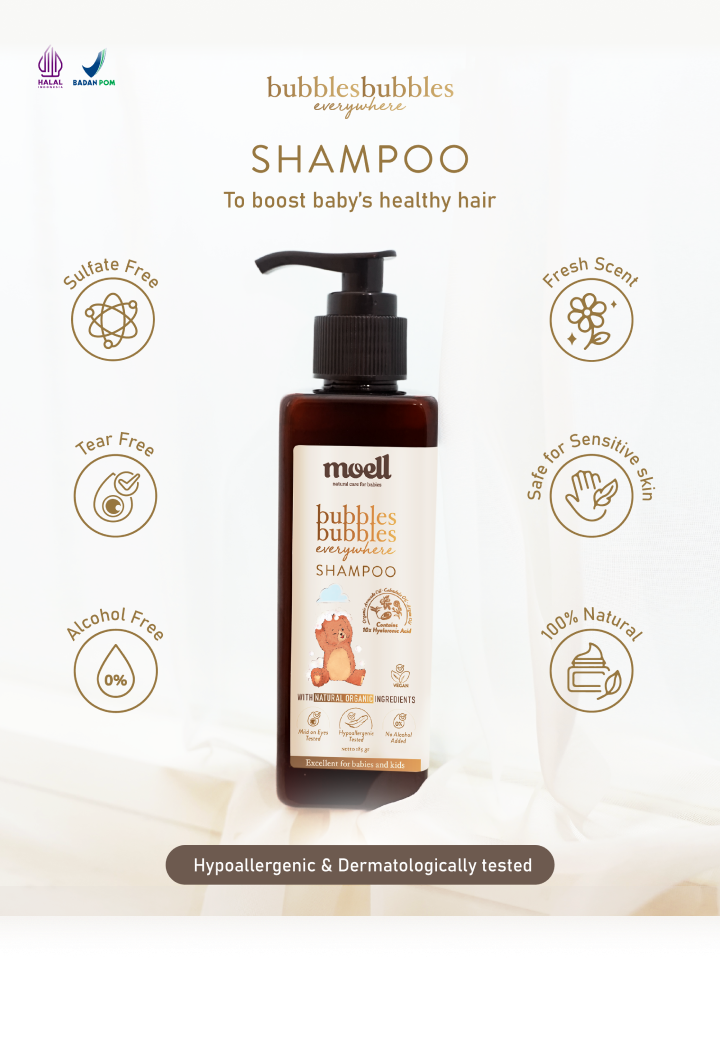 HALAL
INDONESIA
BADAN POM
bubblesbubbles
everywhere
SHAMPOO
To boost baby's healthy hair
Sulfate Free
Fresh Scent
Tear Free
Safe for Sensitive skin
Alcohol Free
0%
100% Natural
moell
natural care for babies
bubbles
bubbles
everywhere
SHAMPOO
Contains
10x Hyaluronic Acid
VEGAN
WITH NATURAL ORGANIC INGREDIENTS
Mild on Eyes
Tested
Hypoallergenic
Tested
0%
No Alcohol
Added
Excellent for babies and kids
Hypoallergenic & Dermatologically tested